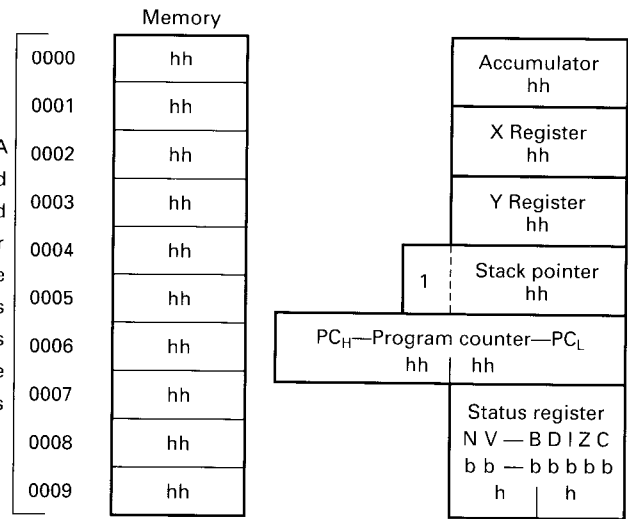 Memory
0000 hh
0001 hh
0002 hh
0003 hh
0004 hh
0005 hh
0006 hh
0007 hh
0008 hh
0009 hh
A
d
d
r
e
s
s
e
s
Accumulator
hh
X Register
hh
Y Register
hh
1 Stack pointer
hh
PCH—Program counter—PCL
hh hh
Status register
N V — B D I Z C
b b — b b b b b
h h